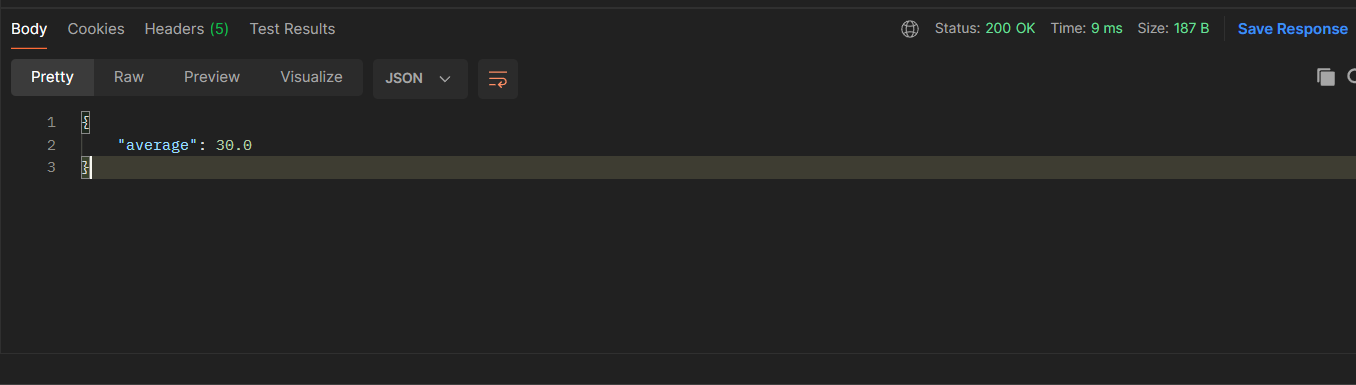 Body Cookies Headers (5) Test Results Status: 200 OK Time: 9 ms Size: 187 B Save Response
Pretty Raw Preview Visualize JSON
1 {
2 "average": 30.0
3 }